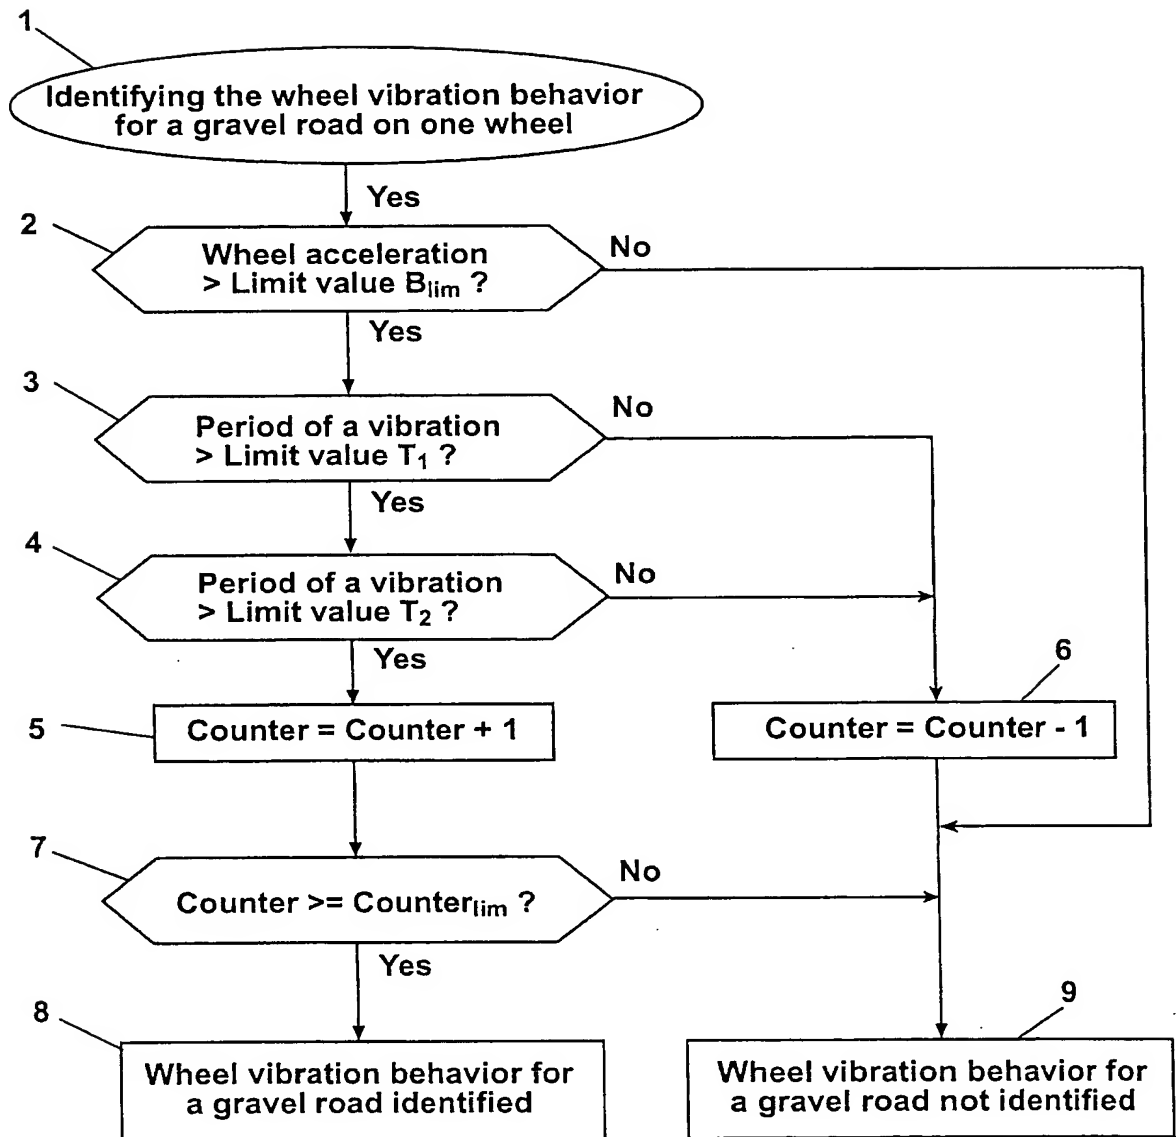 1
Identifying the wheel vibration behavior
for a gravel road on one wheel
Yes
2
Wheel acceleration
> Limit value Blim ?
No
Yes
3
Period of a vibration
> Limit value T1 ?
No
Yes
4
Period of a vibration
> Limit value T2 ?
No
Yes
5
Counter = Counter + 1
6
Counter = Counter - 1
7
Counter >= Counterlim ?
No
Yes
8
Wheel vibration behavior for
a gravel road identified
9
Wheel vibration behavior for
a gravel road not identified